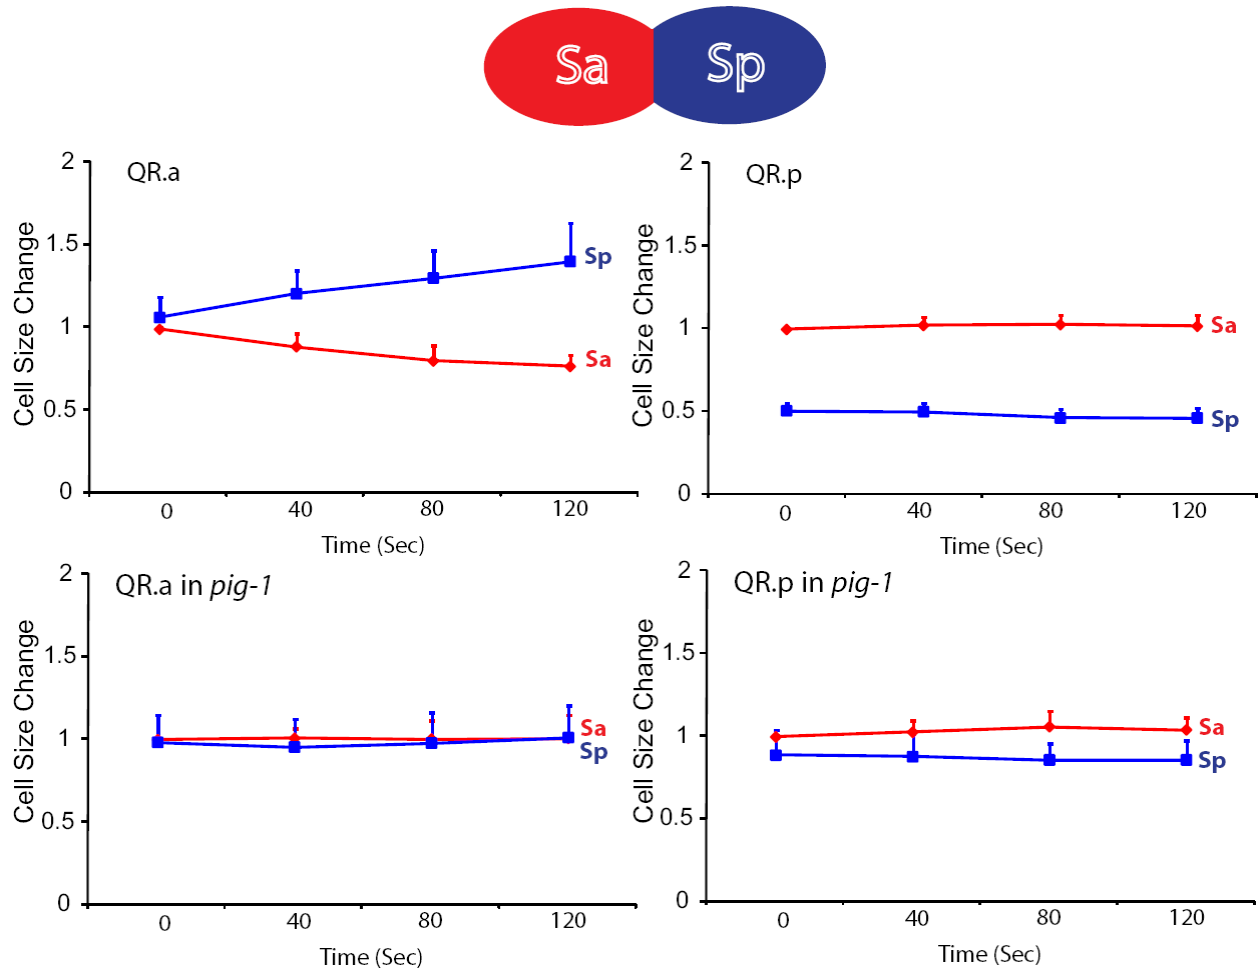 Sa Sp
QR.a
Cell Size Change
2
1.5
1
0.5
0
Sp
Sa
0 40 80 120
Time (Sec)
QR.p
Cell Size Change
2
1.5
1
0.5
0
Sa
Sp
0 40 80 120
Time (Sec)
QR.a in pig-1
Cell Size Change
2
1.5
1
0.5
0
Sa
Sp
0 40 80 120
Time (Sec)
QR.p in pig-1
Cell Size Change
2
1.5
1
0.5
0
Sa
Sp
0 40 80 120
Time (Sec)